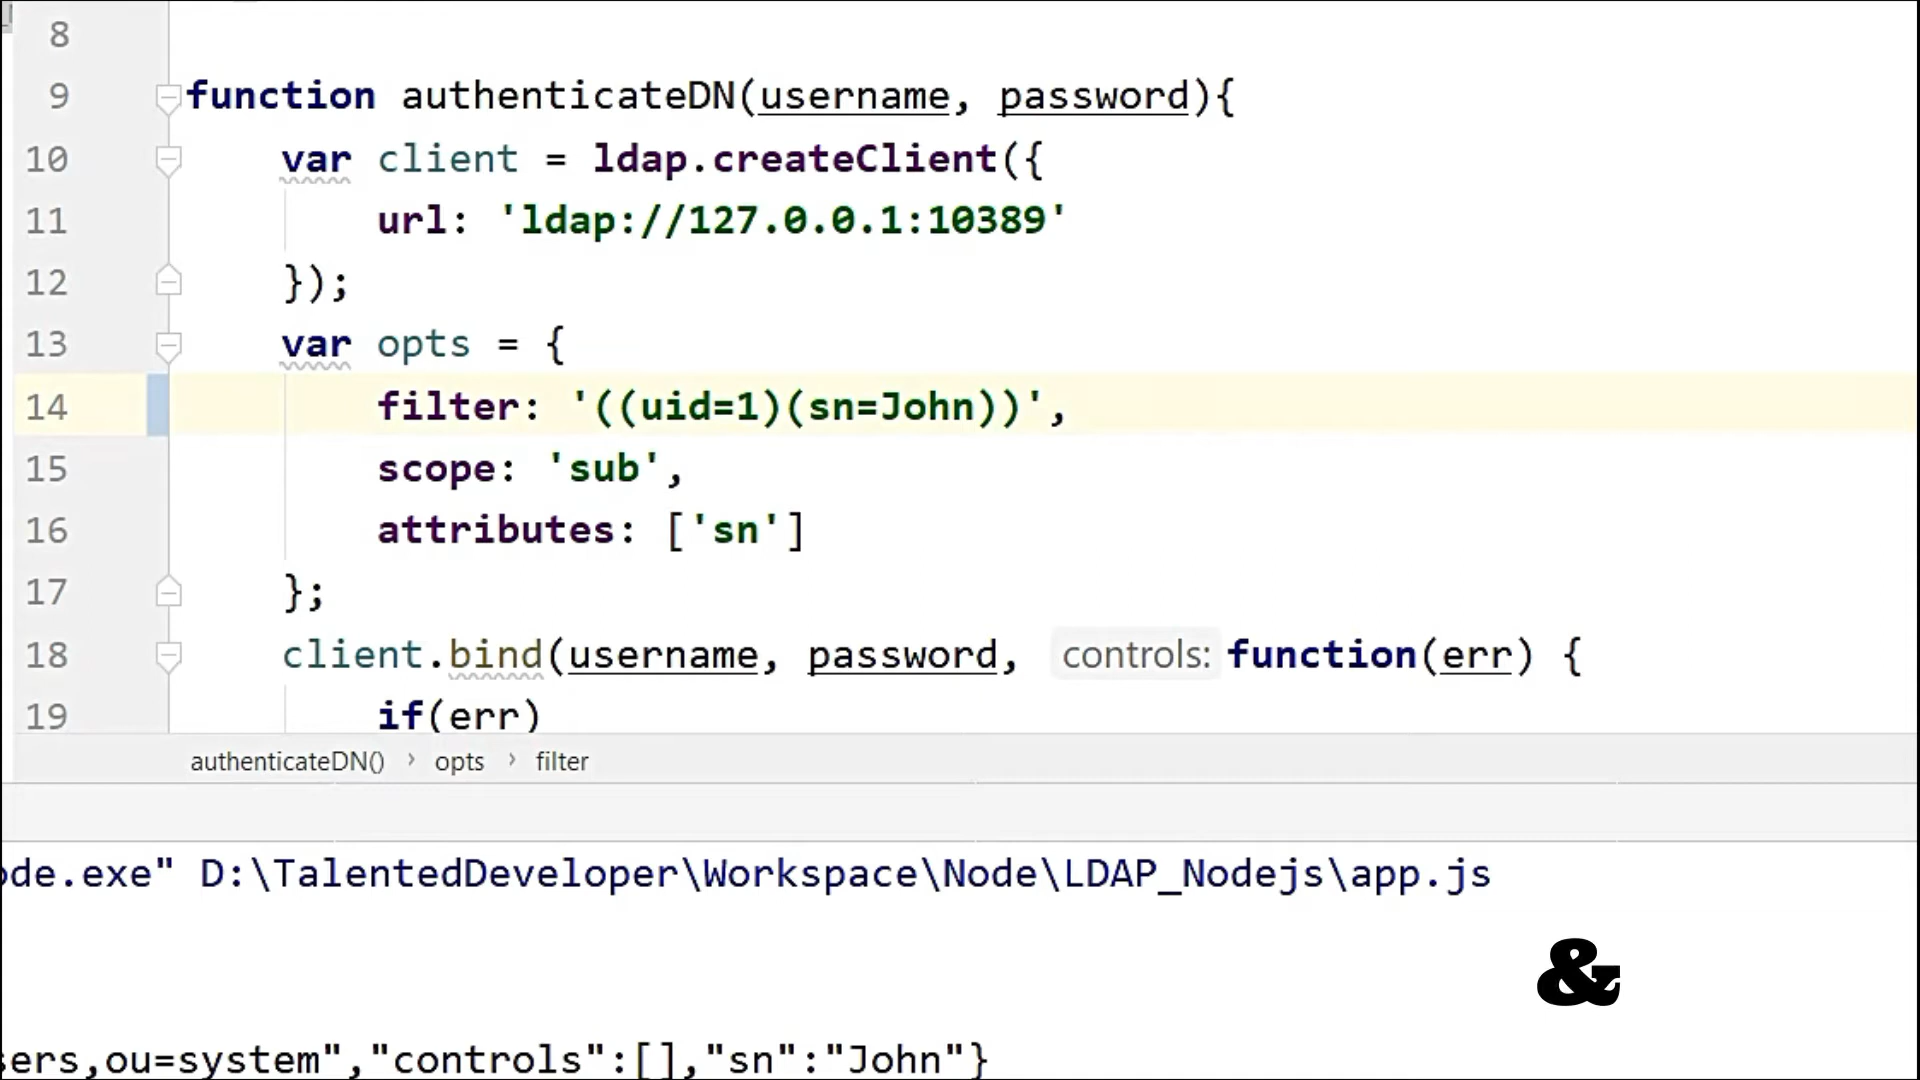 8
9 function authenticateDN(username, password){
10 var client = ldap.createClient({
11 url: 'ldap://127.0.0.1:10389'
12 });
13 var opts = {
14 filter: '((uid=1)(sn=John))',
15 scope: 'sub',
16 attributes: ['sn']
17 };
18 client.bind(username, password, controls: function(err) {
19 if(err)
authenticateDN() › opts › filter
ode.exe" D:\TalentedDeveloper\Workspace\Node\LDAP_Nodejs\app.js
&
sers,ou=system","controls":[],"sn":"John"}